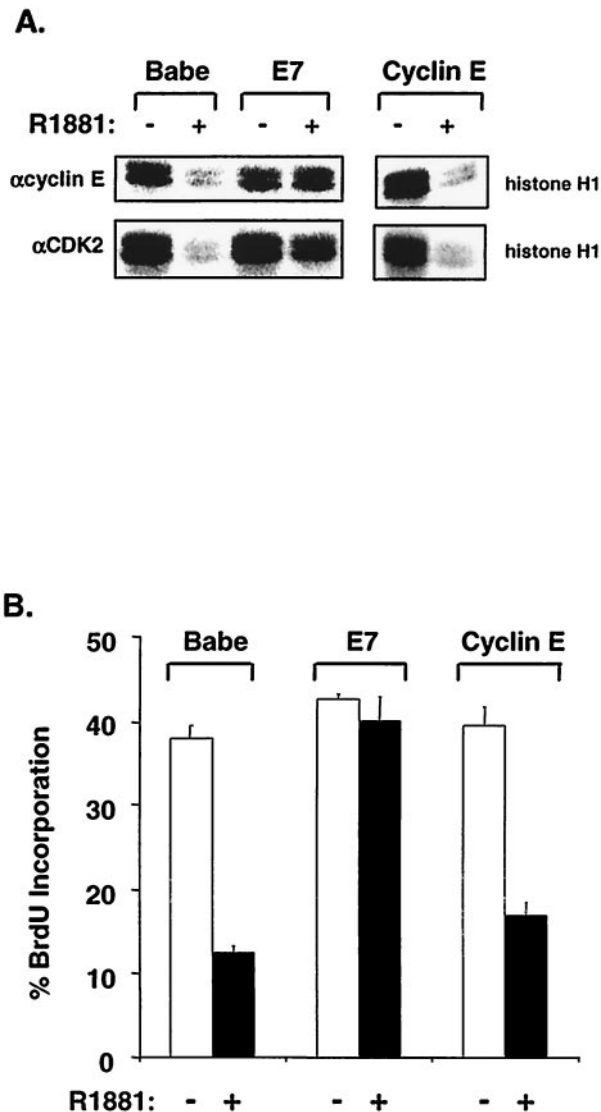 A.
Babe E7 Cyclin E
R1881: - + - + - +
αcyclin E histone H1
αCDK2 histone H1
B.
50 Babe E7 Cyclin E
40
30
20
10
0
% BrdU Incorporation
R1881: - + - + - +